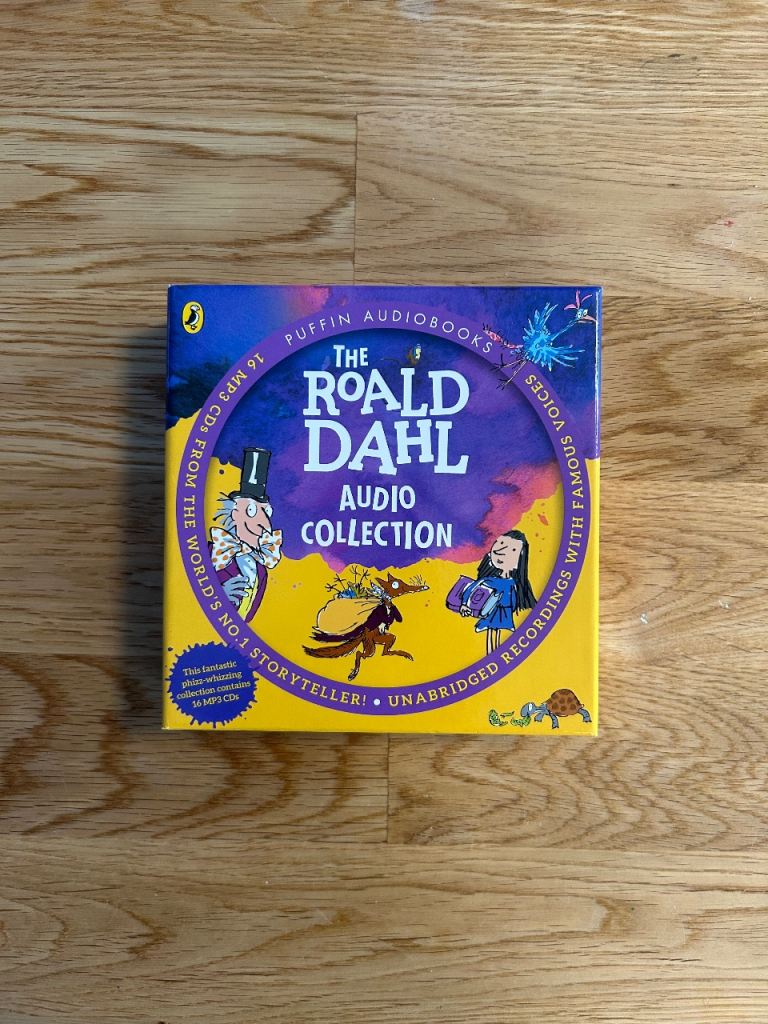 PUFFIN AUDIOBOOKS
16 MP3 CDs FROM THE WORLD'S NO.1 STORYTELLER! • UNABRIDGED RECORDINGS WITH FAMOUS VOICES
THE
ROALD
DAHL
AUDIO
COLLECTION
This fantastic
phizz-whizzing
collection contains
16 MP3 CDs